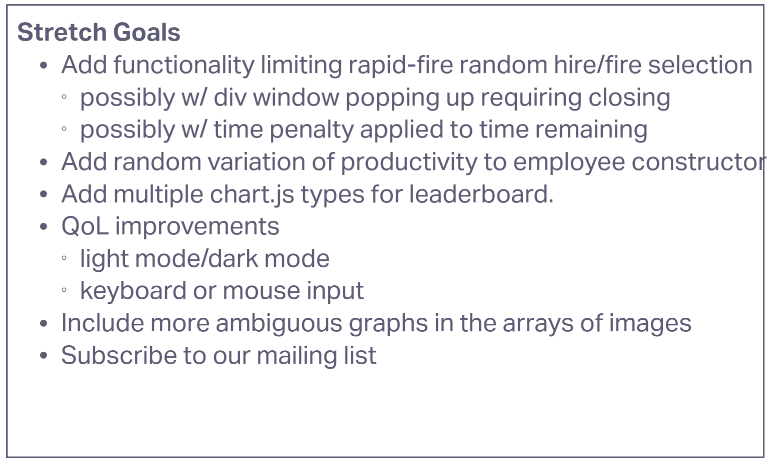 Stretch Goals
• Add functionality limiting rapid-fire random hire/fire selection
◦ possibly w/ div window popping up requiring closing
◦ possibly w/ time penalty applied to time remaining
• Add random variation of productivity to employee constructor
• Add multiple chart.js types for leaderboard.
• QoL improvements
◦ light mode/dark mode
◦ keyboard or mouse input
• Include more ambiguous graphs in the arrays of images
• Subscribe to our mailing list